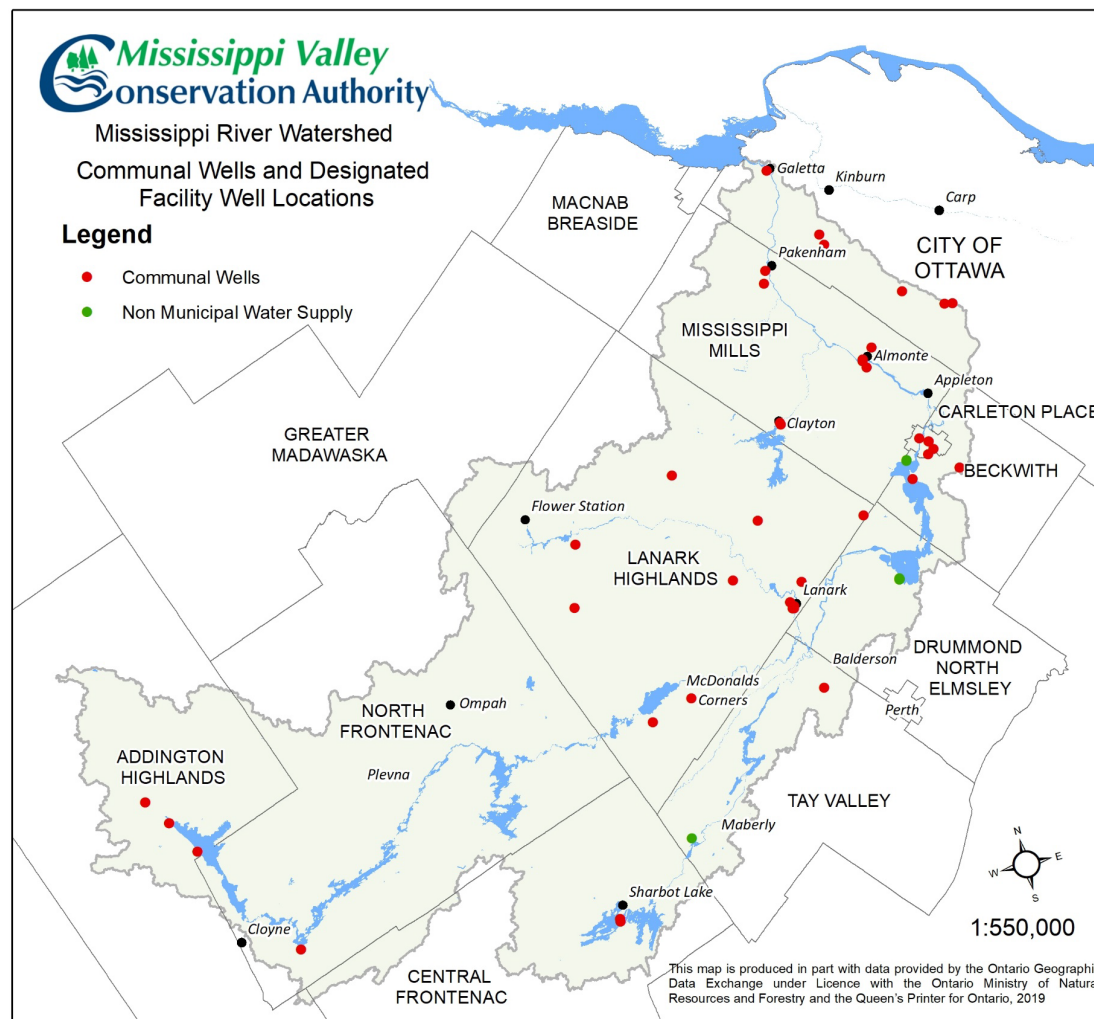 Mississippi Valley
Conservation Authority
Mississippi River Watershed
Communal Wells and Designated
Facility Well Locations
Legend
Communal Wells
Non Municipal Water Supply
MACNAB
BREASIDE
Galetta
Kinburn
Carp
CITY OF
OTTAWA
Pakenham
MISSISSIPPI
MILLS
Almonte
Appleton
CARLETON PLACE
Clayton
BECKWITH
GREATER
MADAWASKA
Flower Station
LANARK
HIGHLANDS
Lanark
DRUMMOND
NORTH
ELMSLEY
Balderson
Perth
McDonalds
Corners
Ompah
NORTH
FRONTENAC
ADDINGTON
HIGHLANDS
Plevna
TAY VALLEY
Maberly
Sharbot Lake
Cloyne
CENTRAL
FRONTENAC
N
W E
S
1:550,000
This map is produced in part with data provided by the Ontario Geographi
Data Exchange under Licence with the Ontario Ministry of Natura
Resources and Forestry and the Queen's Printer for Ontario, 2019